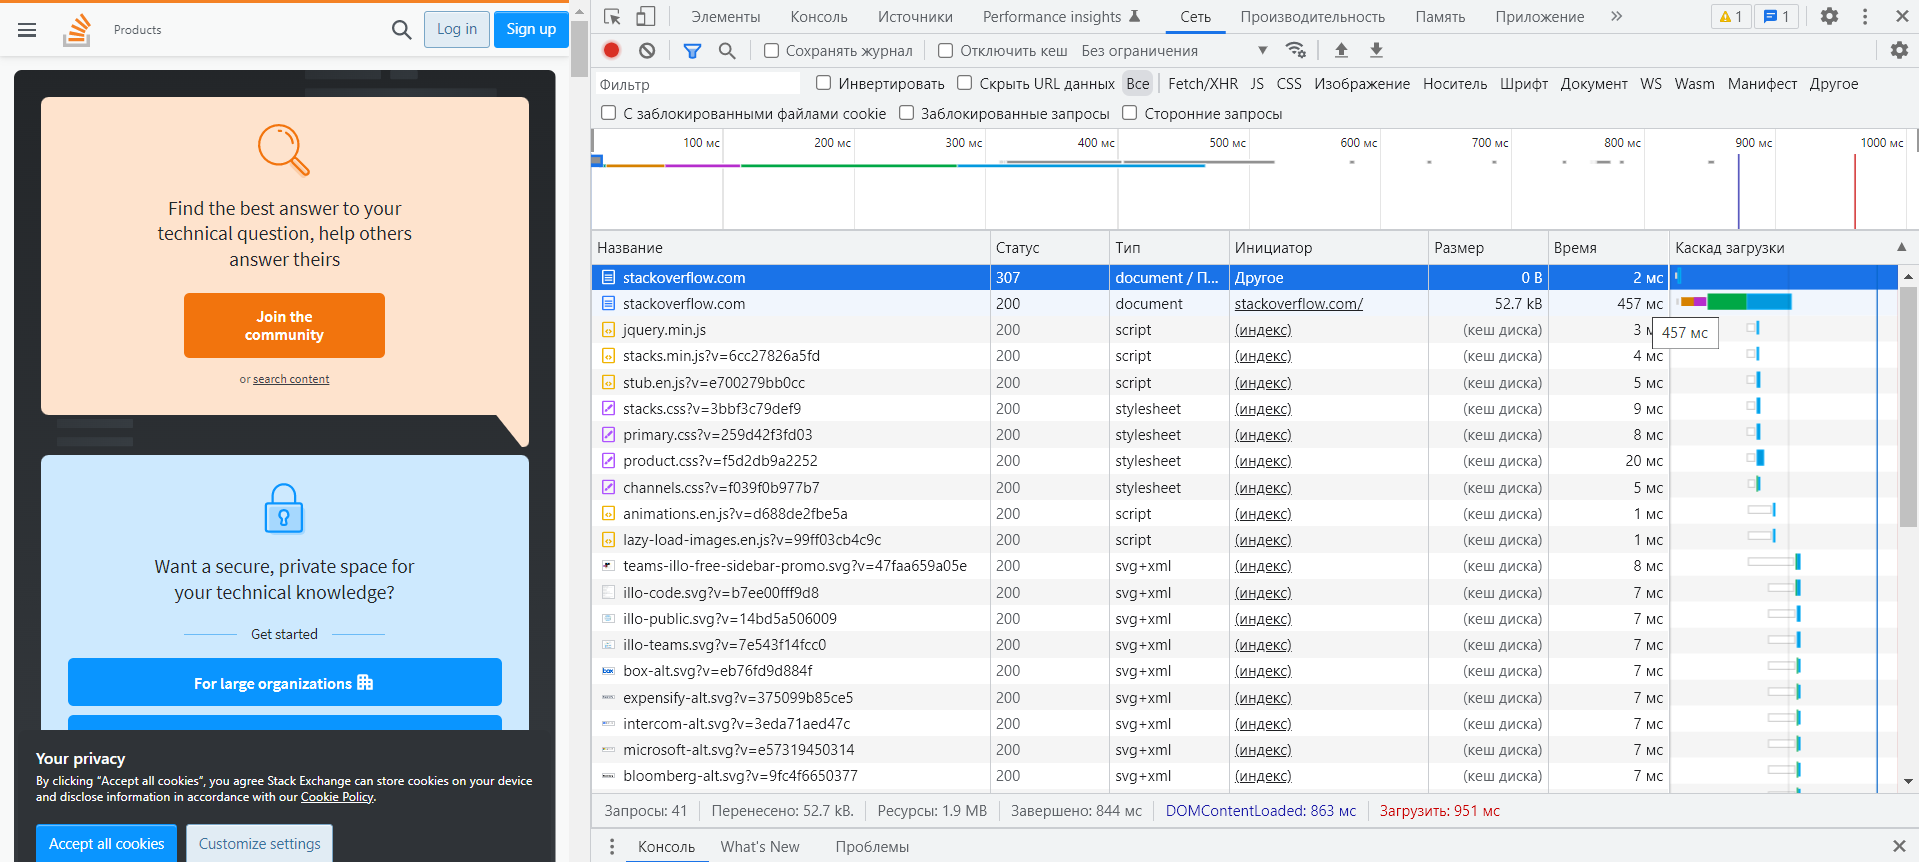 Products
Log in
Sign up
Find the best answer to your
technical question, help others
answer theirs
Join the
community
or search content
Want a secure, private space for
your technical knowledge?
Get started
For large organizations
Your privacy
By clicking “Accept all cookies”, you agree Stack Exchange can store cookies on your device
and disclose information in accordance with our Cookie Policy.
Accept all cookies
Customize settings
Элементы Консоль Источники Performance insights Сеть Производительность Память Приложение » 1 1
Сохранять журнал Отключить кеш Без ограничения
Фильтр Инвертировать Скрыть URL данных Все Fetch/XHR JS CSS Изображение Носитель Шрифт Документ WS Wasm Манифест Другое
С заблокированными файлами cookie Заблокированные запросы Сторонние запросы
100 мс 200 мс 300 мс 400 мс 500 мс 600 мс 700 мс 800 мс 900 мс 1000 мс
Название Статус Тип Инициатор Размер Время Каскад загрузки
stackoverflow.com 307 document / П... Другое 0 B 2 мс
stackoverflow.com 200 document stackoverflow.com/ 52.7 kB 457 мс
jquery.min.js 200 script (индекс) (кеш диска) 3
457 мс
stacks.min.js?v=6cc27826a5fd 200 script (индекс) (кеш диска) 4 мс
stub.en.js?v=e700279bb0cc 200 script (индекс) (кеш диска) 5 мс
stacks.css?v=3bbf3c79def9 200 stylesheet (индекс) (кеш диска) 9 мс
primary.css?v=259d42f3fd03 200 stylesheet (индекс) (кеш диска) 8 мс
product.css?v=f5d2db9a2252 200 stylesheet (индекс) (кеш диска) 20 мс
channels.css?v=f039f0b977b7 200 stylesheet (индекс) (кеш диска) 5 мс
animations.en.js?v=d688de2fbe5a 200 script (индекс) (кеш диска) 1 мс
lazy-load-images.en.js?v=99ff03cb4c9c 200 script (индекс) (кеш диска) 1 мс
teams-illo-free-sidebar-promo.svg?v=47faa659a05e 200 svg+xml (индекс) (кеш диска) 8 мс
illo-code.svg?v=b7ee00fff9d8 200 svg+xml (индекс) (кеш диска) 7 мс
illo-public.svg?v=14bd5a506009 200 svg+xml (индекс) (кеш диска) 7 мс
illo-teams.svg?v=7e543f14fcc0 200 svg+xml (индекс) (кеш диска) 7 мс
box-alt.svg?v=eb76fd9d884f 200 svg+xml (индекс) (кеш диска) 7 мс
expensify-alt.svg?v=375099b85ce5 200 svg+xml (индекс) (кеш диска) 7 мс
intercom-alt.svg?v=3eda71aed47c 200 svg+xml (индекс) (кеш диска) 7 мс
microsoft-alt.svg?v=e57319450314 200 svg+xml (индекс) (кеш диска) 7 мс
bloomberg-alt.svg?v=9fc4f6650377 200 svg+xml (индекс) (кеш диска) 7 мс
Запросы: 41 Перенесено: 52.7 kB. Ресурсы: 1.9 MB Завершено: 844 мс DOMContentLoaded: 863 мс Загрузить: 951 мс
Консоль What's New Проблемы